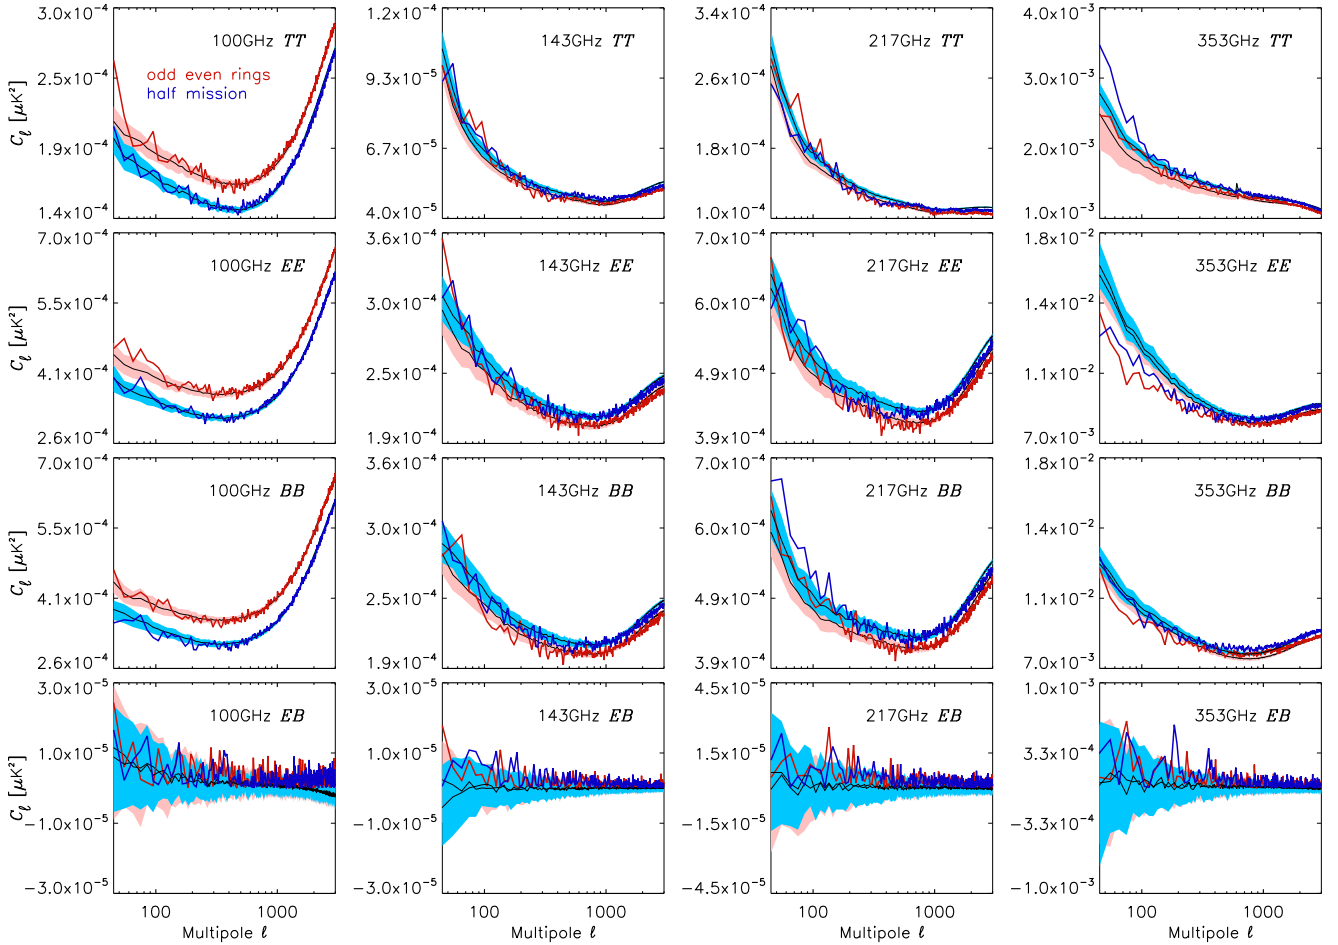 3.0x10⁻⁴
2.5x10⁻⁴
1.9x10⁻⁴
1.4x10⁻⁴
Cℓ [μK²]
100GHz TT
odd even rings
half mission
1.2x10⁻⁴
9.3x10⁻⁵
6.7x10⁻⁵
4.0x10⁻⁵
143GHz TT
3.4x10⁻⁴
2.6x10⁻⁴
1.8x10⁻⁴
1.0x10⁻⁴
217GHz TT
4.0x10⁻³
3.0x10⁻³
2.0x10⁻³
1.0x10⁻³
353GHz TT
7.0x10⁻⁴
5.5x10⁻⁴
4.1x10⁻⁴
2.6x10⁻⁴
Cℓ [μK²]
100GHz EE
3.6x10⁻⁴
3.0x10⁻⁴
2.5x10⁻⁴
1.9x10⁻⁴
143GHz EE
7.0x10⁻⁴
6.0x10⁻⁴
4.9x10⁻⁴
3.9x10⁻⁴
217GHz EE
1.8x10⁻²
1.4x10⁻²
1.1x10⁻²
7.0x10⁻³
353GHz EE
7.0x10⁻⁴
5.5x10⁻⁴
4.1x10⁻⁴
2.6x10⁻⁴
Cℓ [μK²]
100GHz BB
3.6x10⁻⁴
3.0x10⁻⁴
2.5x10⁻⁴
1.9x10⁻⁴
143GHz BB
7.0x10⁻⁴
6.0x10⁻⁴
4.9x10⁻⁴
3.9x10⁻⁴
217GHz BB
1.8x10⁻²
1.4x10⁻²
1.1x10⁻²
7.0x10⁻³
353GHz BB
3.0x10⁻⁵
1.0x10⁻⁵
−1.0x10⁻⁵
−3.0x10⁻⁵
Cℓ [μK²]
100GHz EB
100 1000
Multipole ℓ
3.0x10⁻⁵
1.0x10⁻⁵
−1.0x10⁻⁵
−3.0x10⁻⁵
143GHz EB
100 1000
Multipole ℓ
4.5x10⁻⁵
1.5x10⁻⁵
−1.5x10⁻⁵
−4.5x10⁻⁵
217GHz EB
100 1000
Multipole ℓ
1.0x10⁻³
3.3x10⁻⁴
−3.3x10⁻⁴
−1.0x10⁻³
353GHz EB
100 1000
Multipole ℓ